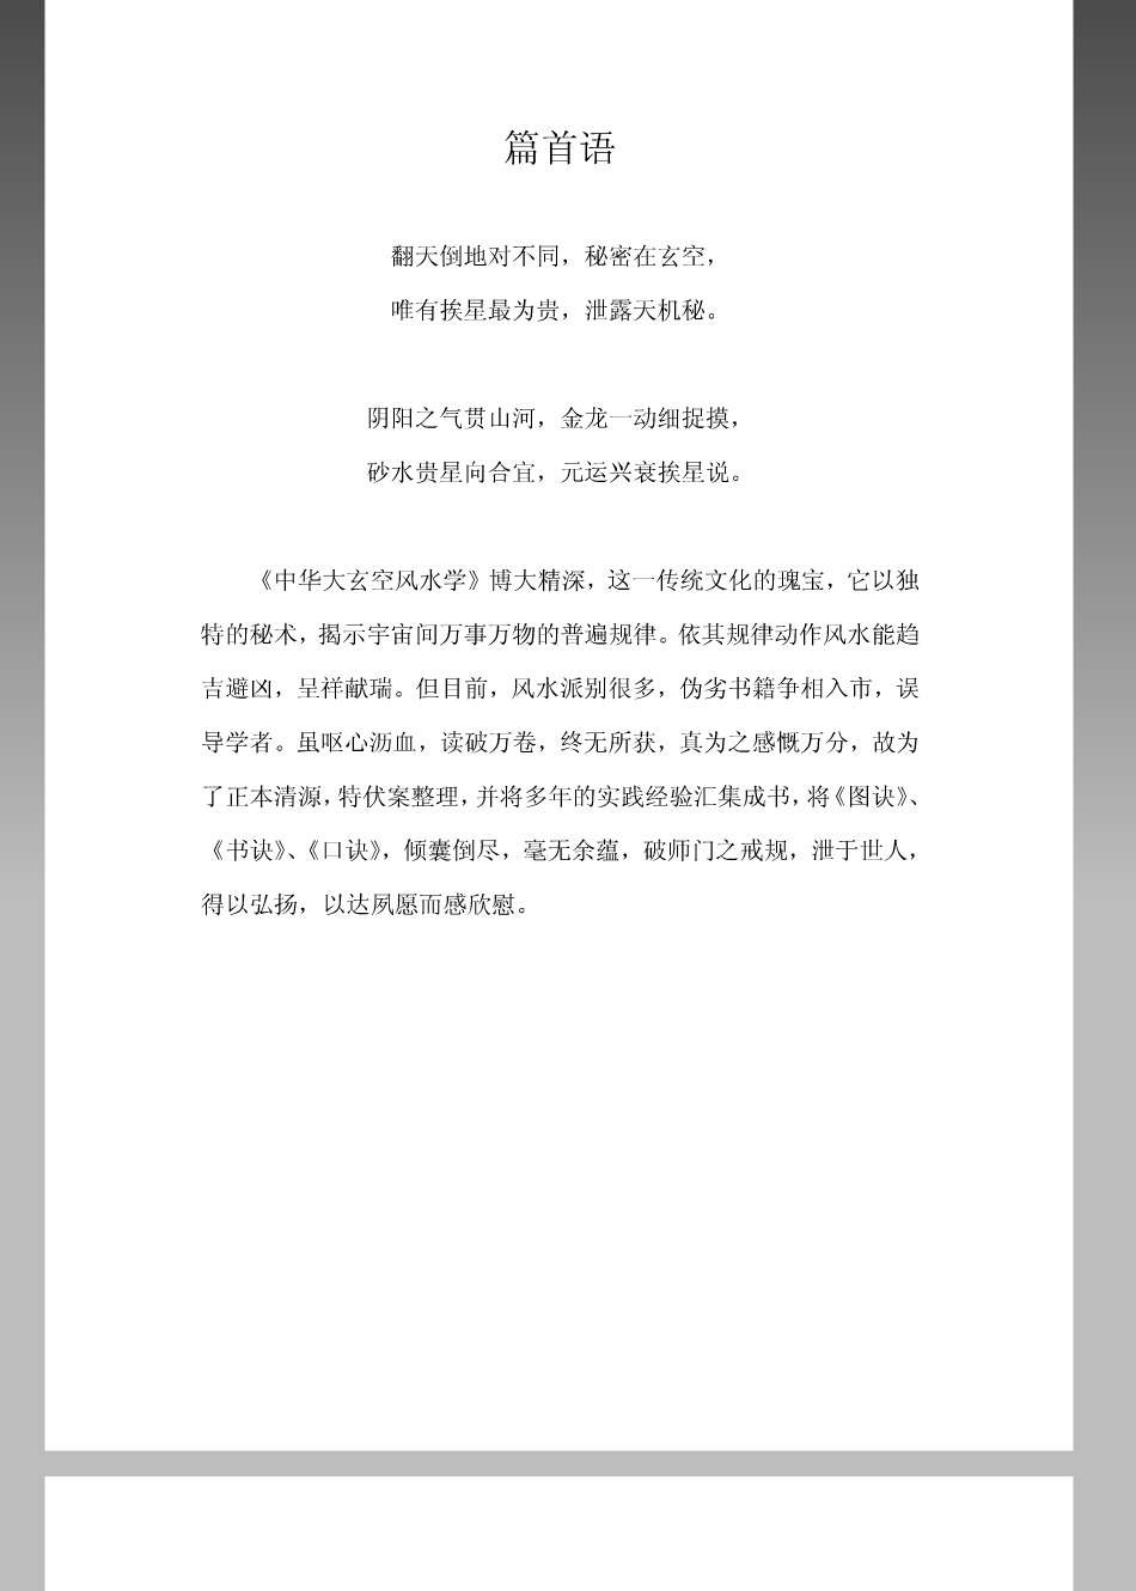 篇首语
翻天倒地对不同，秘密在玄空，
唯有挨星最为贵，泄露天机秘。
阴阳之气贯山河，金龙一动细捉摸，
砂水贵星向合宜，元运兴衰挨星说。
《中华大玄空风水学》博大精深，这一传统文化的瑰宝，它以独
特的秘术，揭示宇宙间万事万物的普遍规律。依其规律动作风水能趋
吉避凶，呈祥献瑞。但目前，风水派别很多，伪劣书籍争相入市，误
导学者。虽呕心沥血，读破万卷，终无所获，真为之感慨万分，故为
了正本清源，特伏案整理，并将多年的实践经验汇集成书，将《图诀》、
《书诀》、《口诀》，倾囊倒尽，毫无余蕴，破师门之戒规，泄于世人，
得以弘扬，以达夙愿而感欣慰。